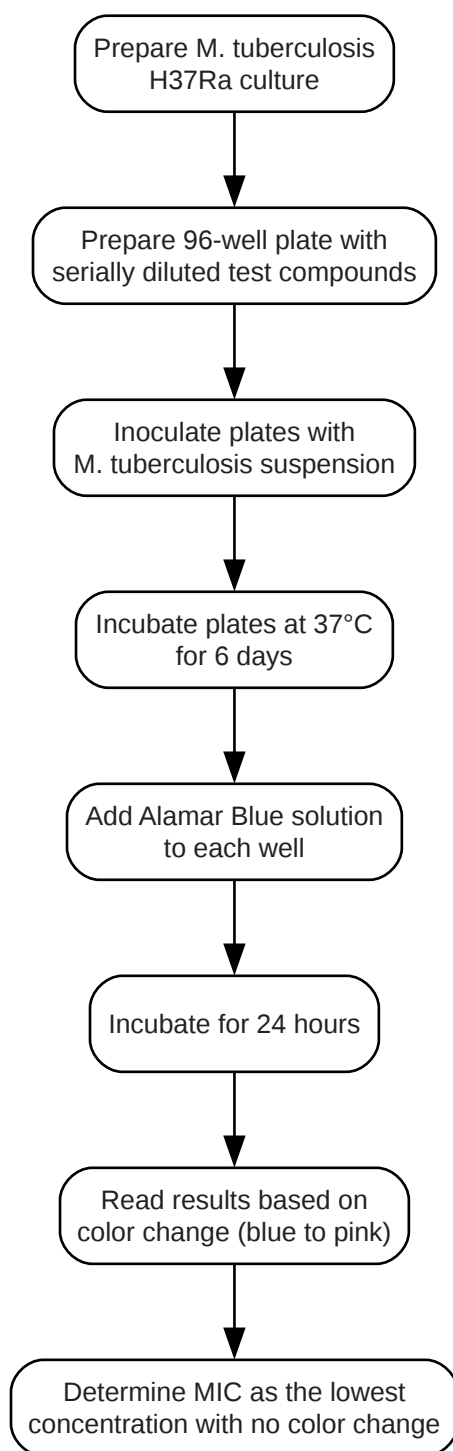 Prepare M. tuberculosis
H37Ra culture
Prepare 96-well plate with
serially diluted test compounds
Inoculate plates with
M. tuberculosis suspension
Incubate plates at 37°C
for 6 days
Add Alamar Blue solution
to each well
Incubate for 24 hours
Read results based on
color change (blue to pink)
Determine MIC as the lowest
concentration with no color change